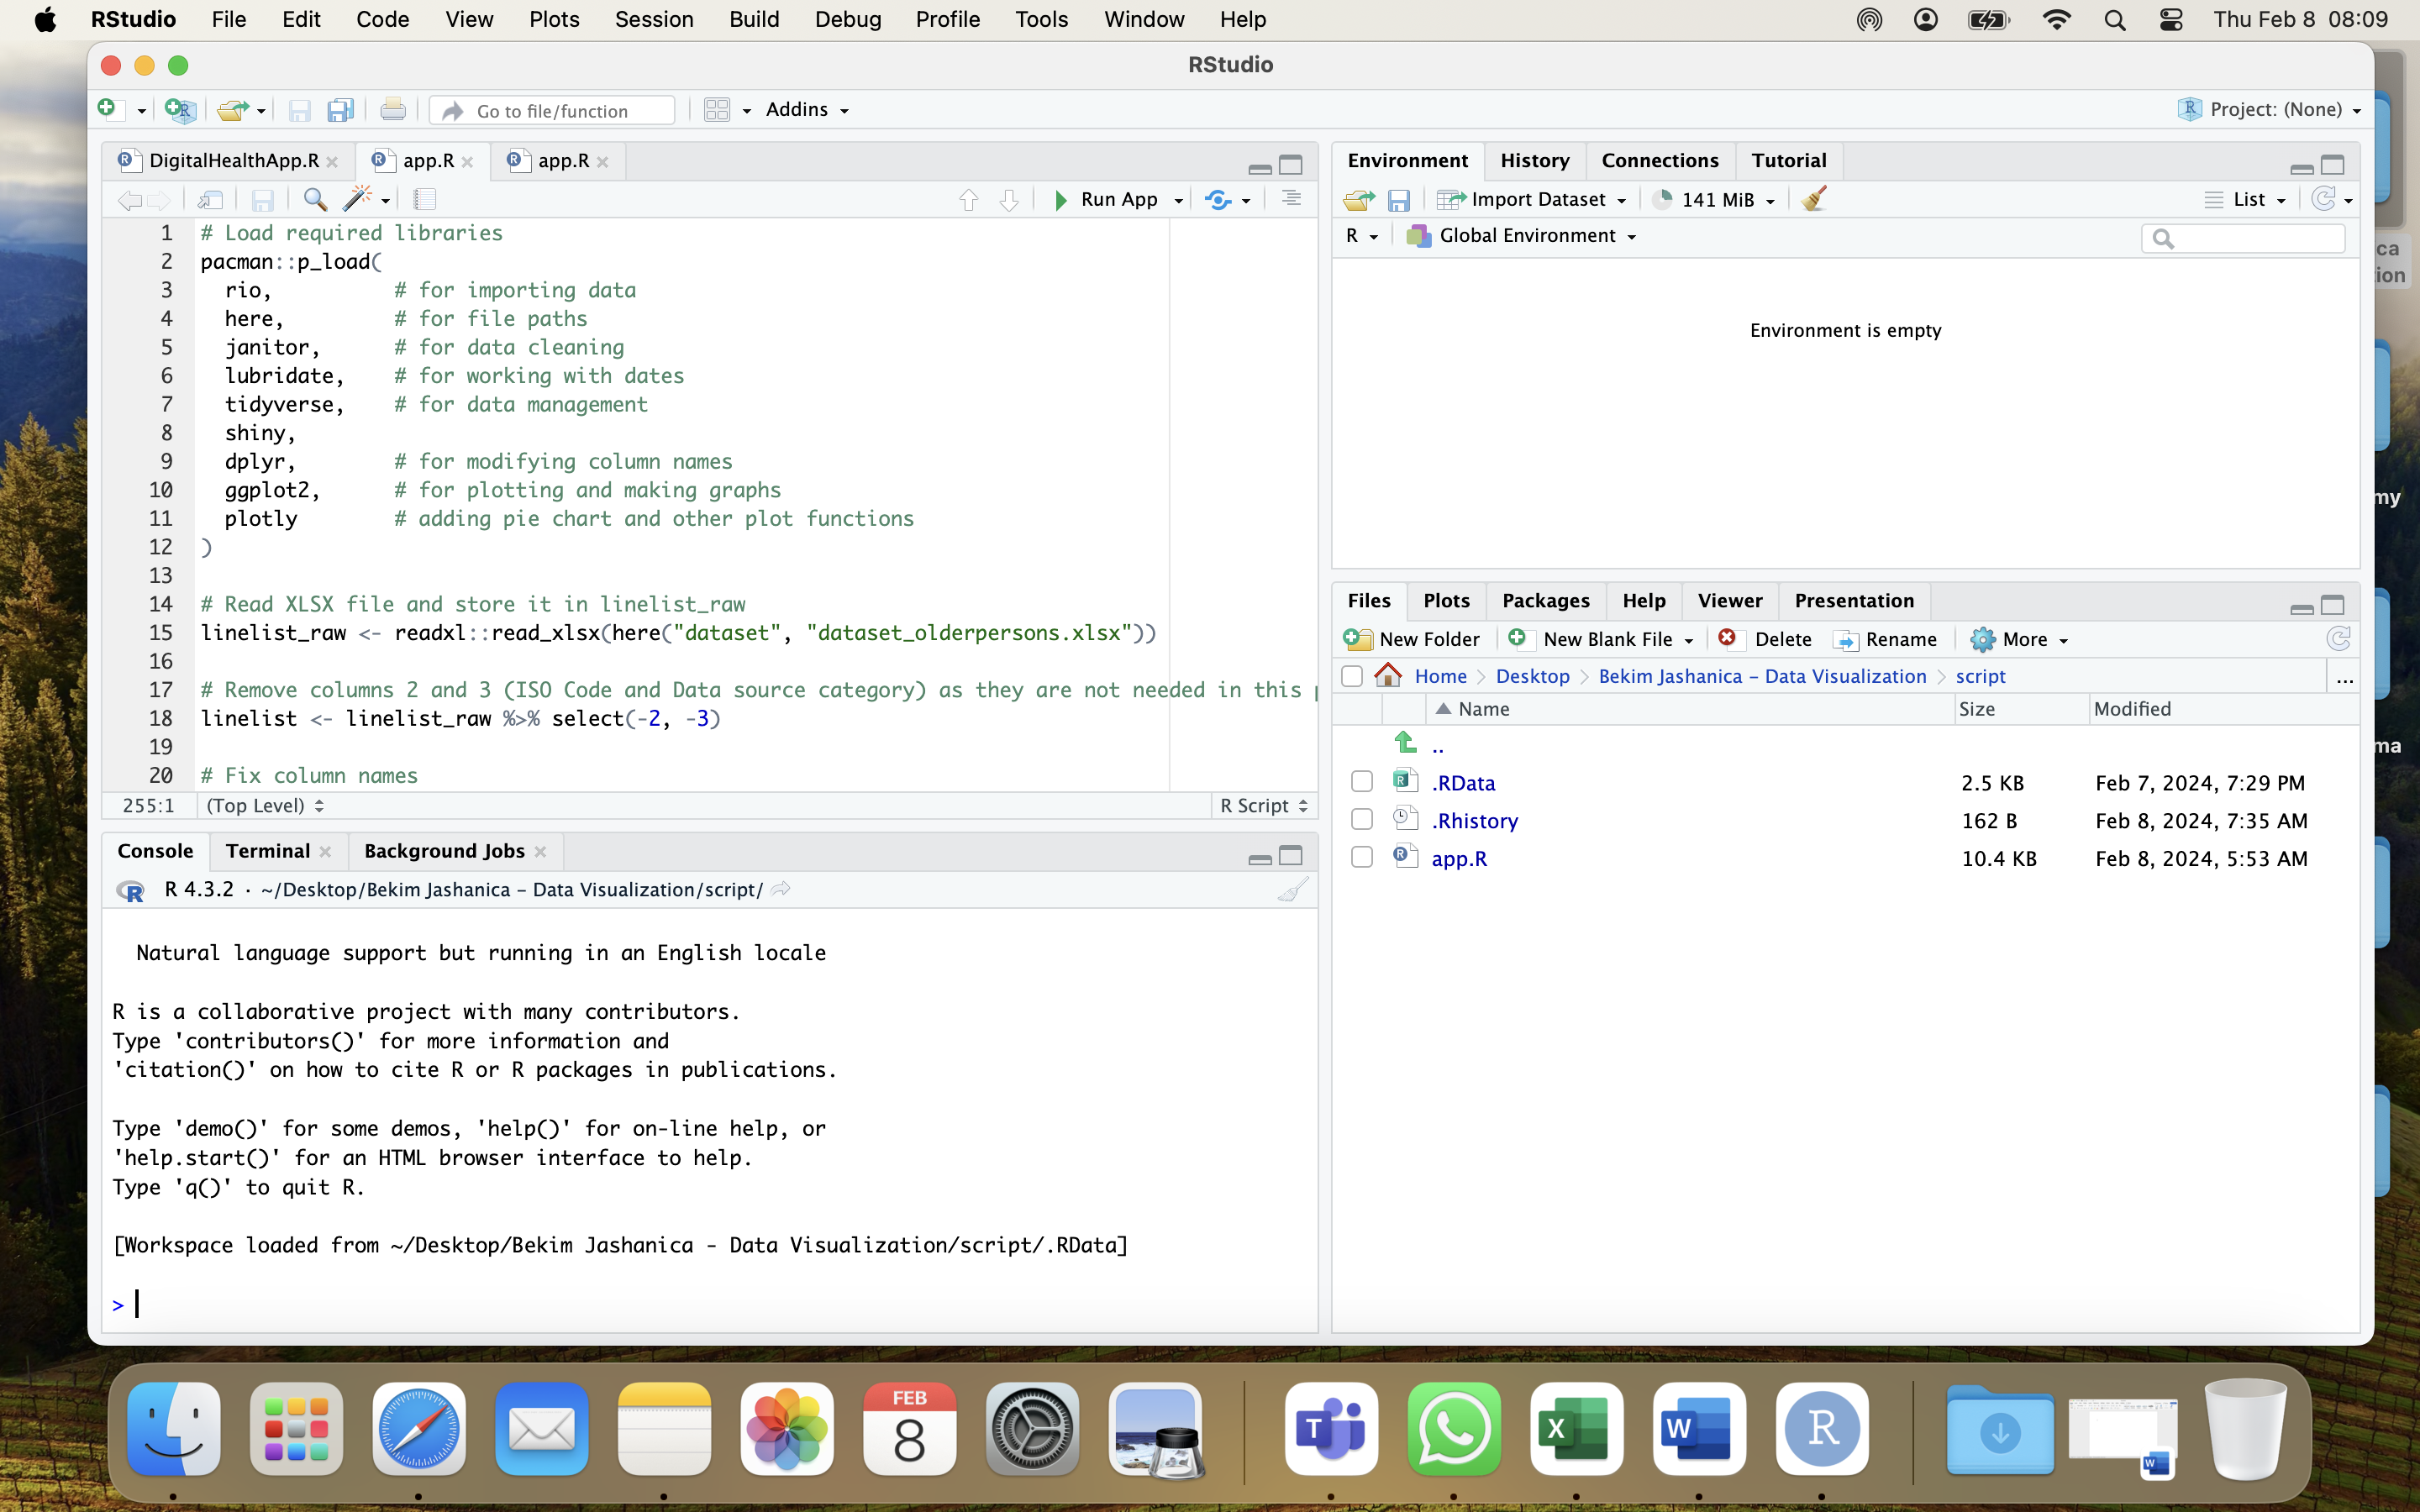 RStudio File Edit Code View Plots Session Build Debug Profile Tools Window Help Thu Feb 8 08:09
RStudio
Go to file/function Addins Project: (None)
DigitalHealthApp.R app.R app.R
Run App
1 # Load required libraries
2 pacman::p_load(
3 rio, # for importing data
4 here, # for file paths
5 janitor, # for data cleaning
6 lubridate, # for working with dates
7 tidyverse, # for data management
8 shiny,
9 dplyr, # for modifying column names
10 ggplot2, # for plotting and making graphs
11 plotly # adding pie chart and other plot functions
12 )
13
14 # Read XLSX file and store it in linelist_raw
15 linelist_raw <- readxl::read_xlsx(here("dataset", "dataset_olderpersons.xlsx"))
16
17 # Remove columns 2 and 3 (ISO Code and Data source category) as they are not needed in this
18 linelist <- linelist_raw %>% select(-2, -3)
19
20 # Fix column names
255:1 (Top Level) R Script
Console Terminal Background Jobs
R 4.3.2 · ~/Desktop/Bekim Jashanica - Data Visualization/script/
Natural language support but running in an English locale
R is a collaborative project with many contributors.
Type 'contributors()' for more information and
'citation()' on how to cite R or R packages in publications.
Type 'demo()' for some demos, 'help()' for on-line help, or
'help.start()' for an HTML browser interface to help.
Type 'q()' to quit R.
[Workspace loaded from ~/Desktop/Bekim Jashanica - Data Visualization/script/.RData]
>
Environment History Connections Tutorial
Import Dataset 141 MiB List
R Global Environment
Environment is empty
Files Plots Packages Help Viewer Presentation
New Folder New Blank File Delete Rename More
Home Desktop Bekim Jashanica - Data Visualization script ...
Name Size Modified
..
.RData 2.5 KB Feb 7, 2024, 7:29 PM
.Rhistory 162 B Feb 8, 2024, 7:35 AM
app.R 10.4 KB Feb 8, 2024, 5:53 AM
ca
ion
my
ma
FEB
8
T
X
W
R
W